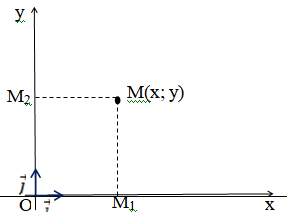 y
M₂ M(x; y)
j⃗
O i⃗ M₁ x